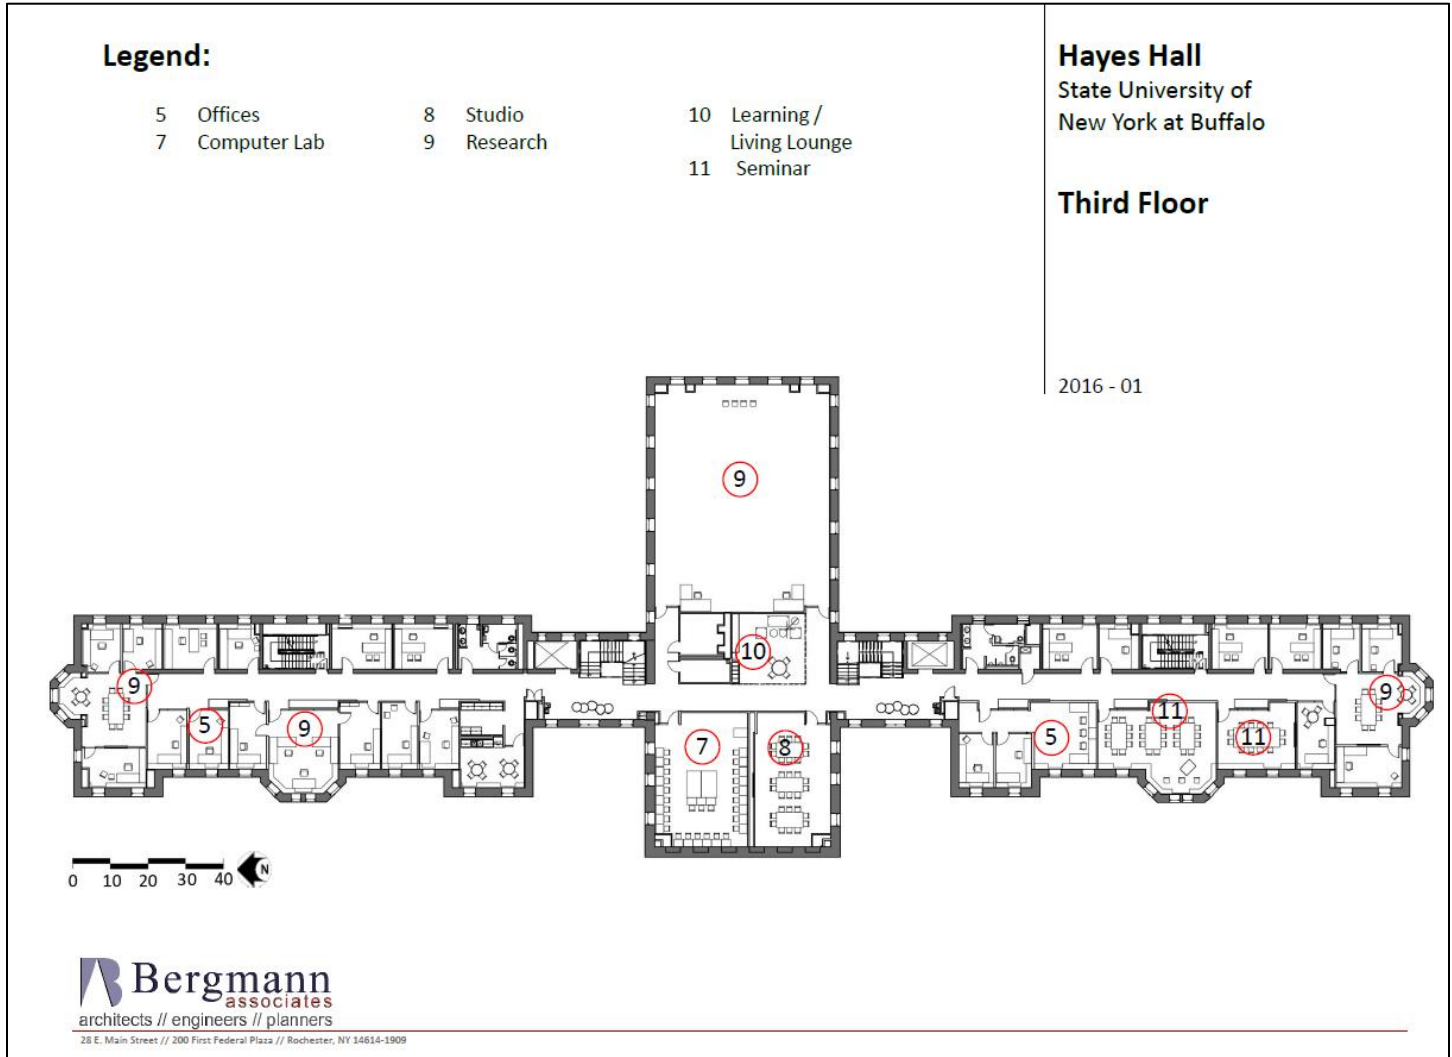 Legend:
5 Offices
7 Computer Lab
8 Studio
9 Research
10 Learning /
Living Lounge
11 Seminar
Hayes Hall
State University of
New York at Buffalo
Third Floor
2016 - 01
9
10
9
5
9
7
8
5
11
11
9
0 10 20 30 40 N
Bergmann
associates
architects // engineers // planners
28 E. Main Street // 200 First Federal Plaza // Rochester, NY 14614-1909